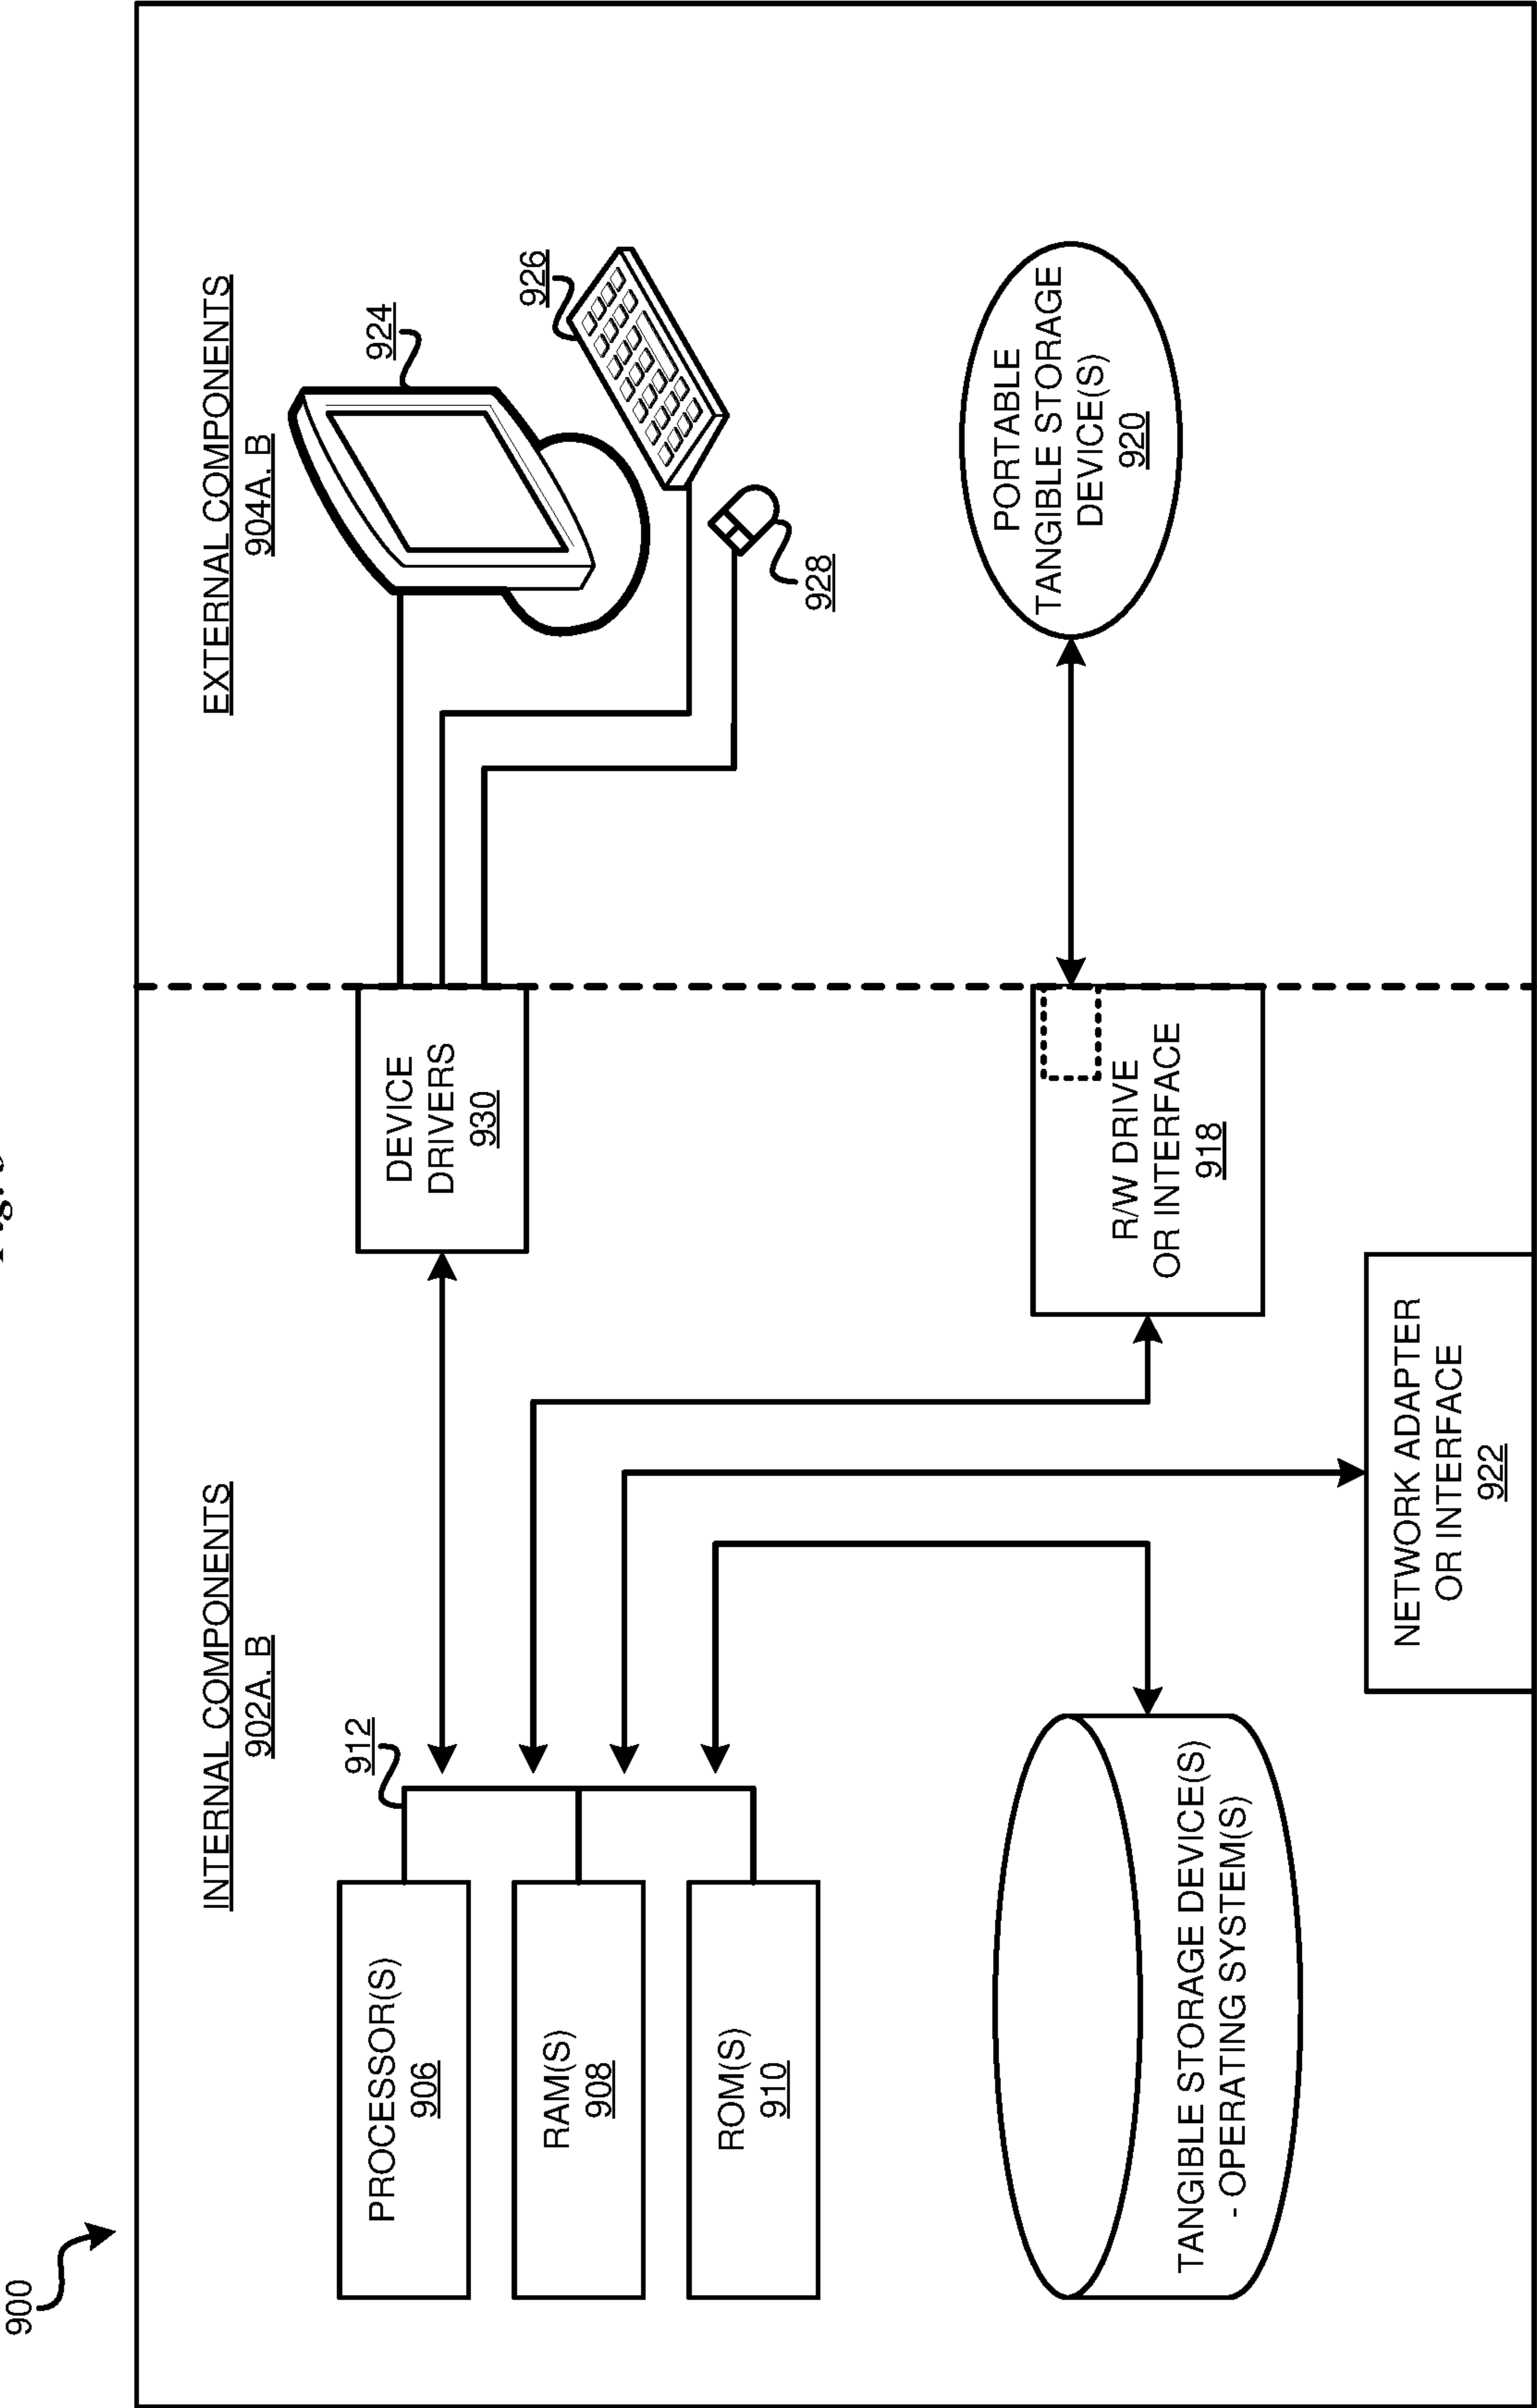 900
INTERNAL COMPONENTS
902A, B
EXTERNAL COMPONENTS
904A, B
912
PROCESSOR(S)
906
RAM(S)
908
ROM(S)
910
DEVICE
DRIVERS
930
924
926
928
TANGIBLE STORAGE DEVICE(S)
- OPERATING SYSTEM(S)
R/W DRIVE
OR INTERFACE
918
PORTABLE
TANGIBLE STORAGE
DEVICE(S)
920
NETWORK ADAPTER
OR INTERFACE
922